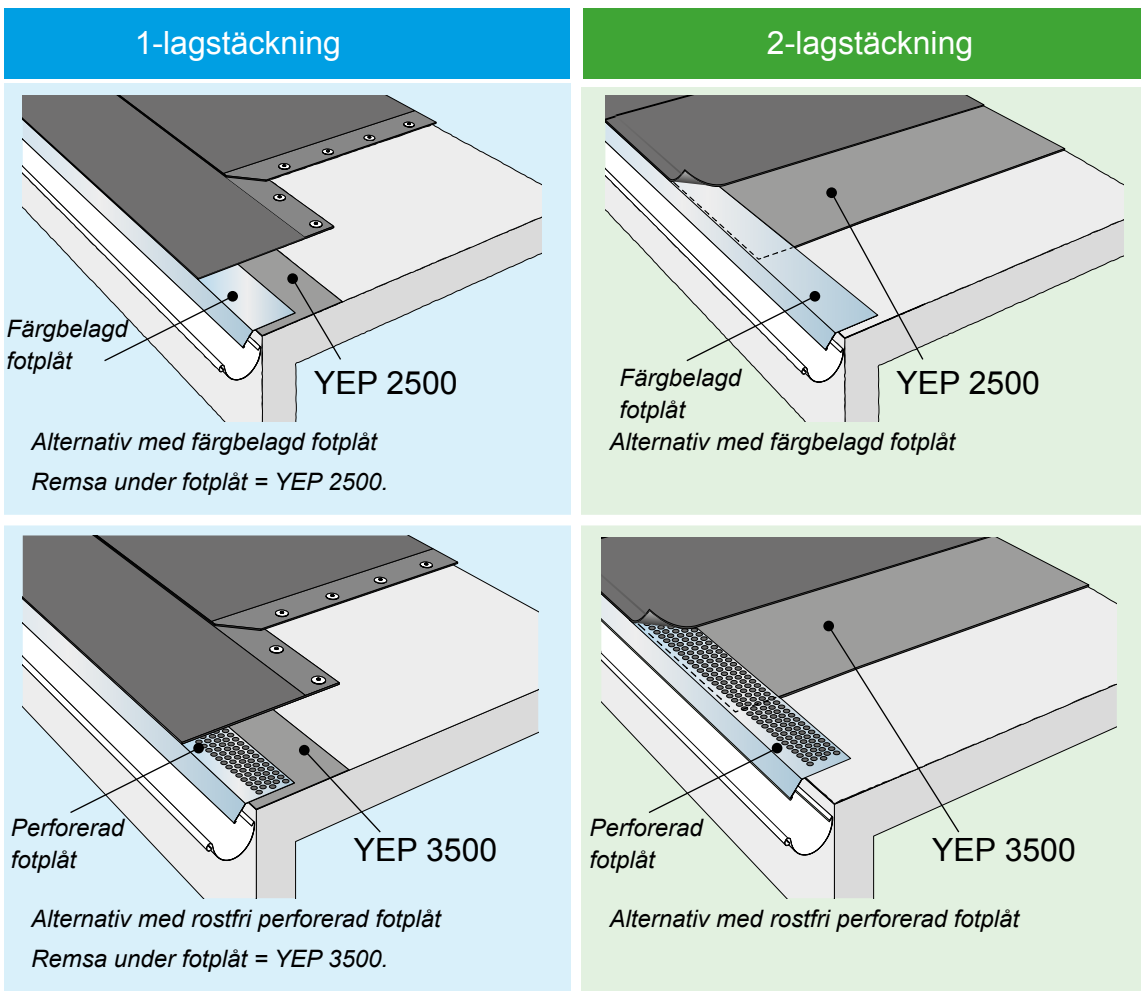 1-lagstäckning
2-lagstäckning
Färgbelagd
fotplåt
YEP 2500
Alternativ med färgbelagd fotplåt
Remsa under fotplåt = YEP 2500.
Färgbelagd
fotplåt
YEP 2500
Alternativ med färgbelagd fotplåt
Perforerad
fotplåt
YEP 3500
Alternativ med rostfri perforerad fotplåt
Remsa under fotplåt = YEP 3500.
Perforerad
fotplåt
YEP 3500
Alternativ med rostfri perforerad fotplåt